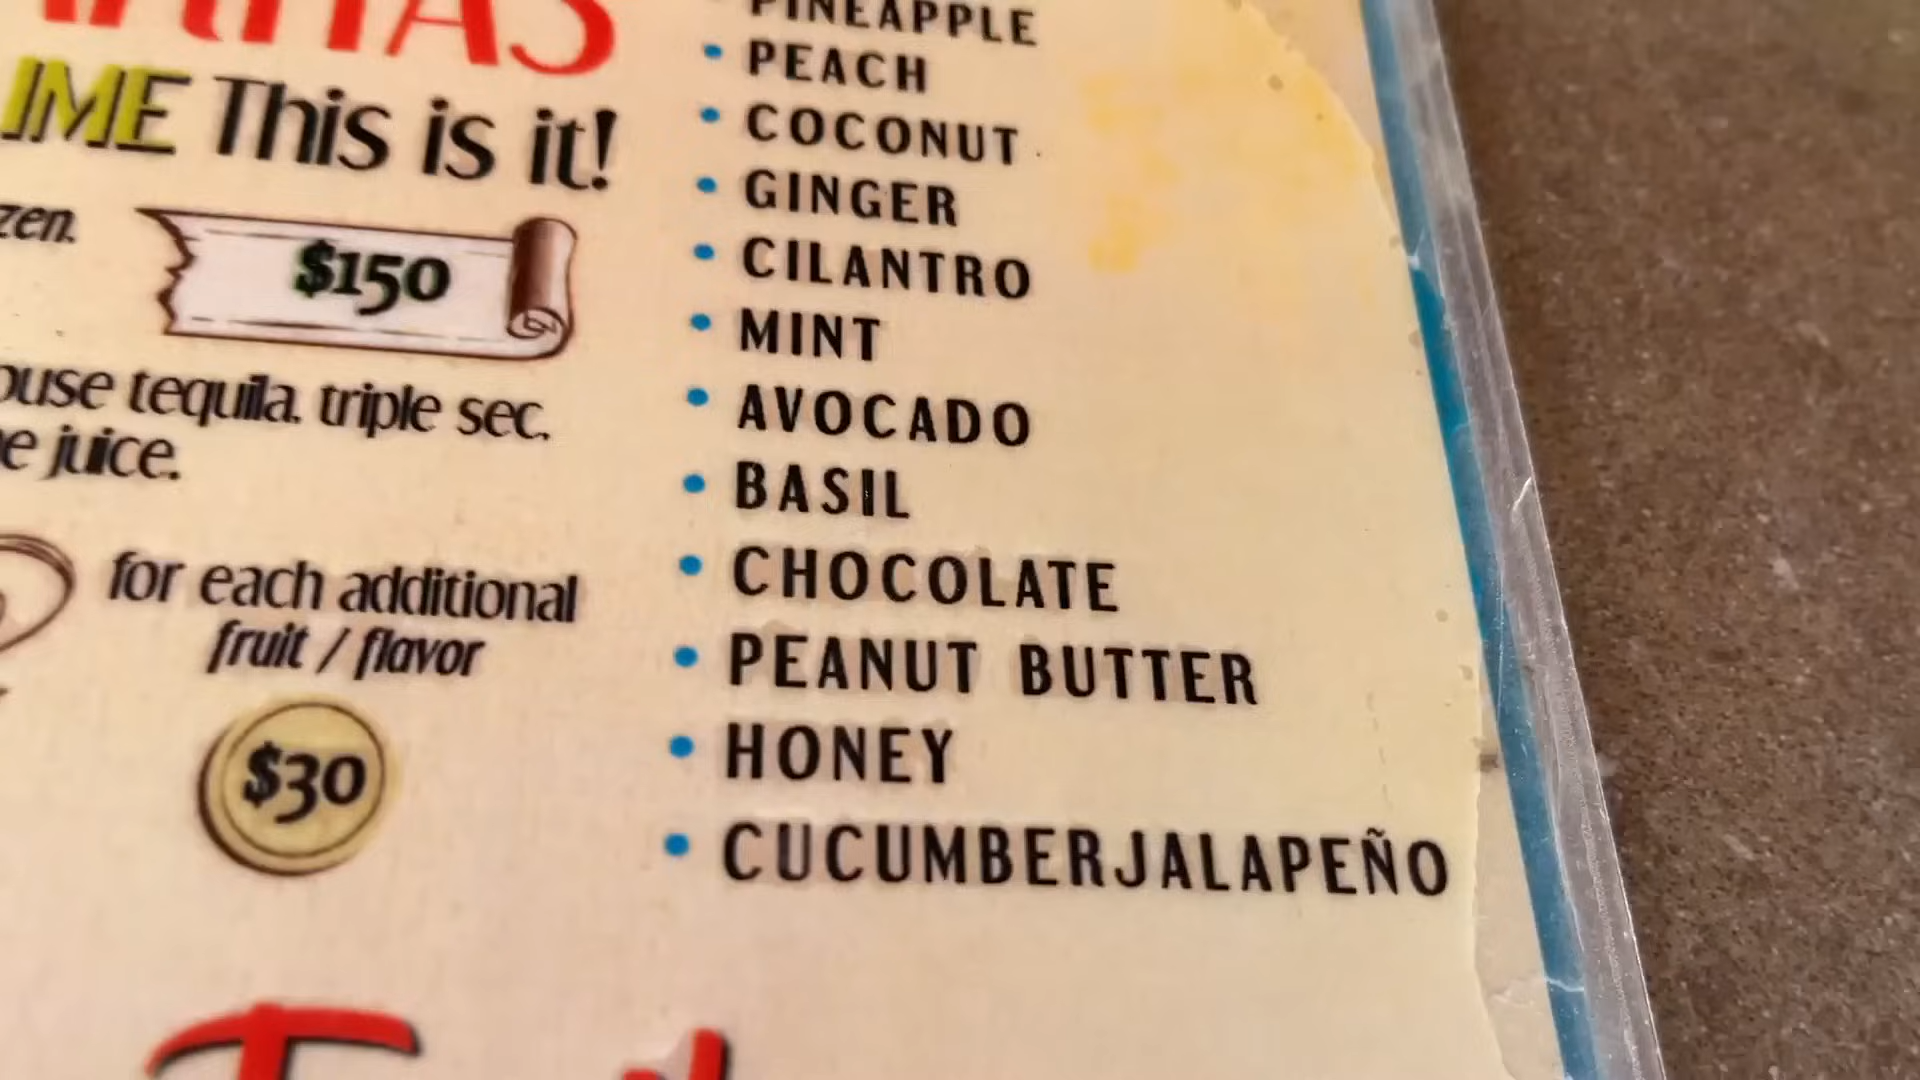 IME This is it!
zen.
$150
ouse tequila. triple sec.
e juice.
for each additional
fruit / flavor
$30
PINEAPPLE
• PEACH
• COCONUT
• GINGER
• CILANTRO
• MINT
• AVOCADO
• BASIL
• CHOCOLATE
• PEANUT BUTTER
• HONEY
• CUCUMBERJALAPEÑO